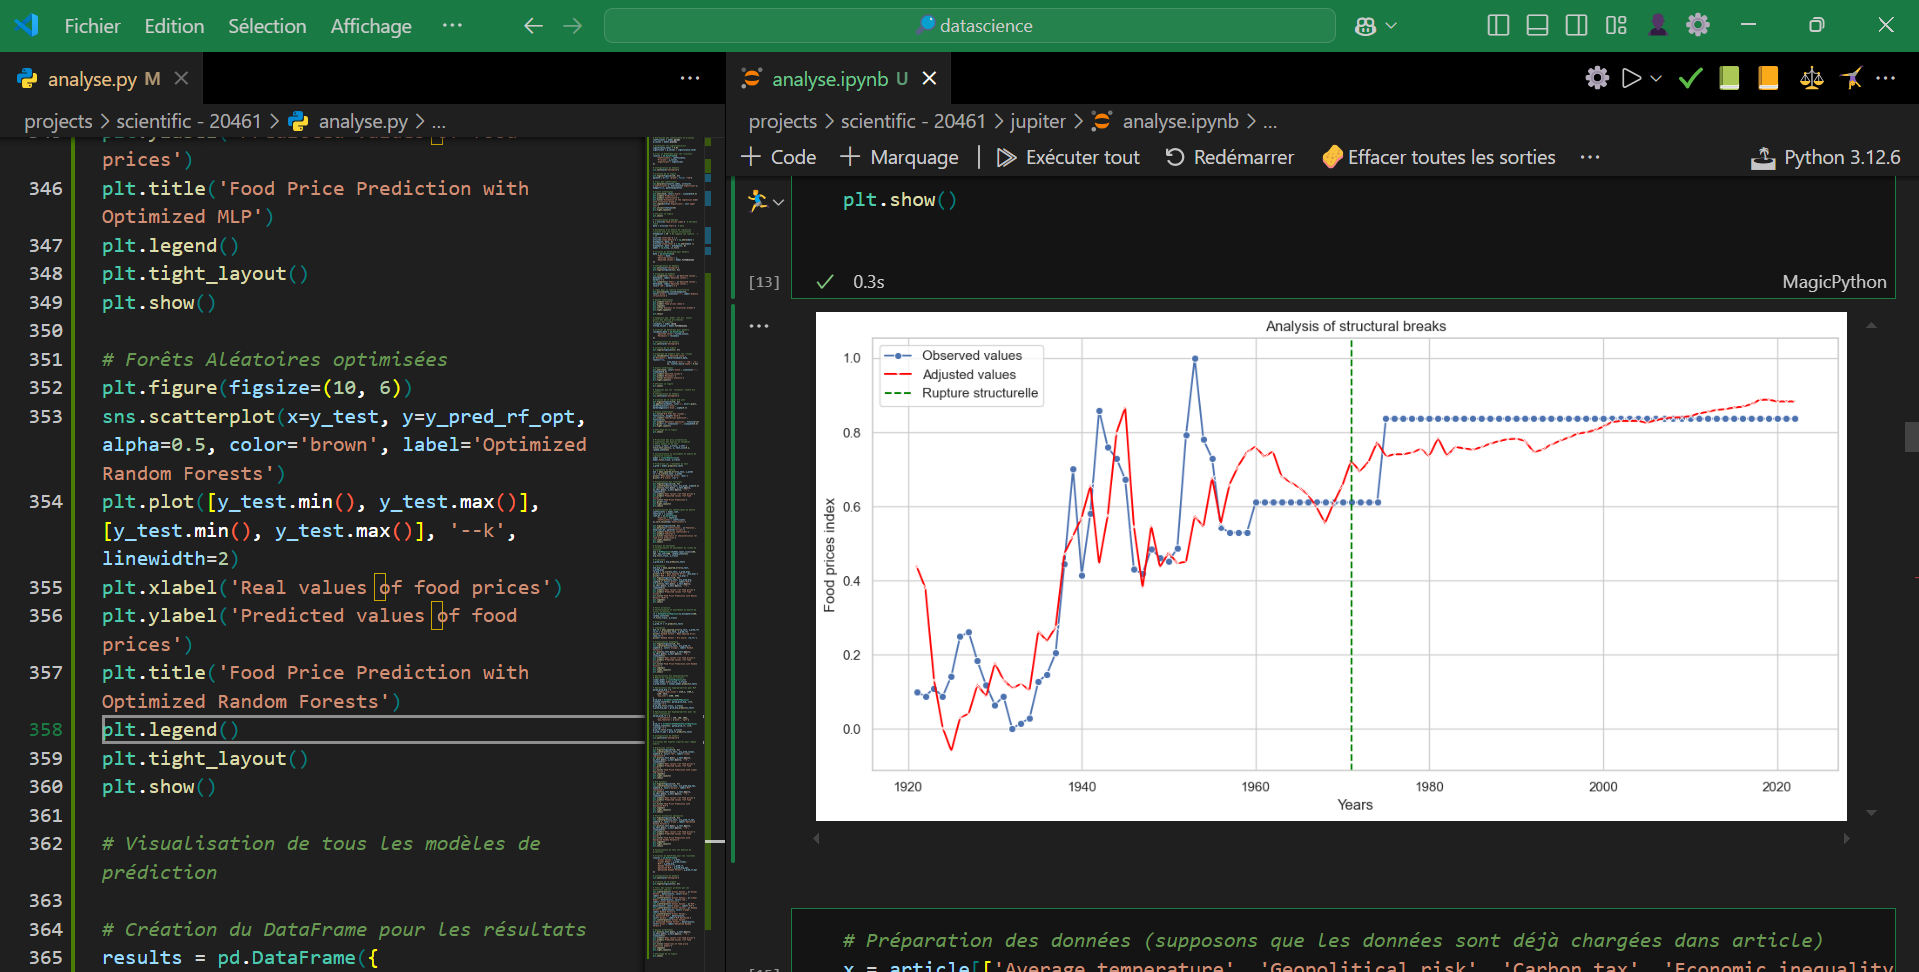 Fichier Edition Sélection Affichage ··· datascience
analyse.py M
analyse.ipynb U
projects > scientific - 20461 > analyse.py > ...
projects > scientific - 20461 > jupiter > analyse.ipynb > ...
Code Marquage Exécuter tout Redémarrer Effacer toutes les sorties ··· Python 3.12.6
prices')
346 plt.title('Food Price Prediction with
Optimized MLP')
347 plt.legend()
348 plt.tight_layout()
349 plt.show()
350
351 # Forêts Aléatoires optimisées
352 plt.figure(figsize=(10, 6))
353 sns.scatterplot(x=y_test, y=y_pred_rf_opt,
alpha=0.5, color='brown', label='Optimized
Random Forests')
354 plt.plot([y_test.min(), y_test.max()],
[y_test.min(), y_test.max()], '--k',
linewidth=2)
355 plt.xlabel('Real values of food prices')
356 plt.ylabel('Predicted values of food
prices')
357 plt.title('Food Price Prediction with
Optimized Random Forests')
358 plt.legend()
359 plt.tight_layout()
360 plt.show()
361
362 # Visualisation de tous les modèles de
prédiction
363
364 # Création du DataFrame pour les résultats
365 results = pd.DataFrame({
plt.show()
[13] 0.3s MagicPython
Analysis of structural breaks
Observed values
Adjusted values
Rupture structurelle
1.0
0.8
0.6
0.4
0.2
0.0
Food prices index
1920 1940 1960 1980 2000 2020
Years
# Préparation des données (supposons que les données sont déjà chargées dans article)
x = article[['Average temperature', 'Geopolitical risk', 'Carbon tax', 'Economic inequality